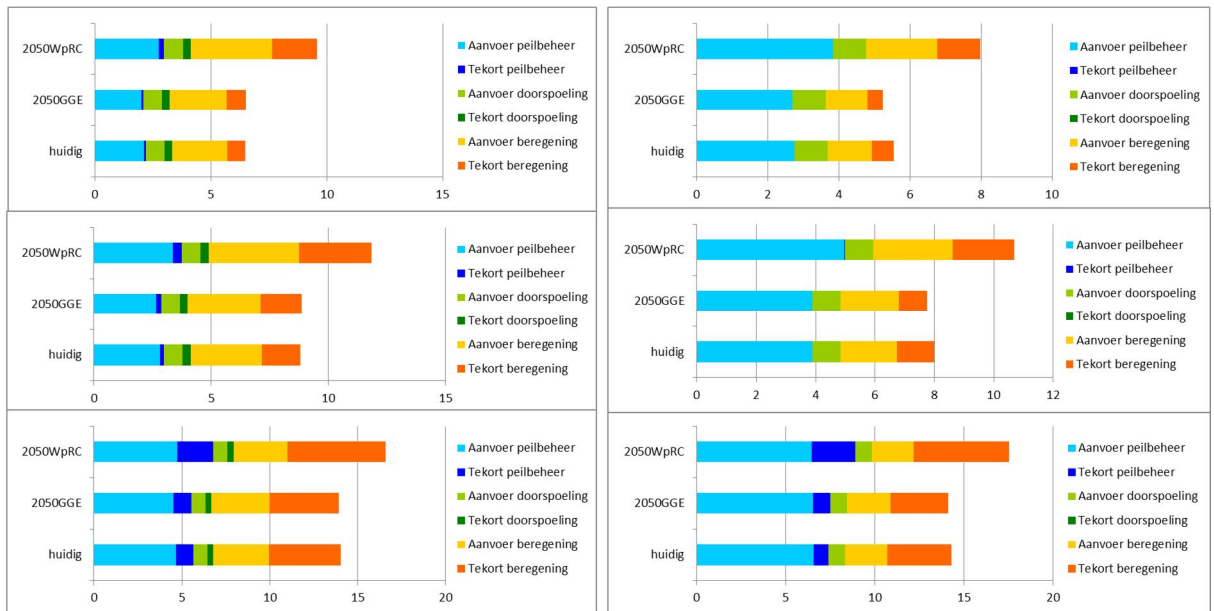 2050WpRC
2050GGE
huidig
0 5 10 15
Aanvoer peilbeheer
Tekort peilbeheer
Aanvoer doorspoeling
Tekort doorspoeling
Aanvoer beregening
Tekort beregening
2050WpRC
2050GGE
huidig
0 2 4 6 8 10
Aanvoer peilbeheer
Tekort peilbeheer
Aanvoer doorspoeling
Tekort doorspoeling
Aanvoer beregening
Tekort beregening
2050WpRC
2050GGE
huidig
0 5 10 15
Aanvoer peilbeheer
Tekort peilbeheer
Aanvoer doorspoeling
Tekort doorspoeling
Aanvoer beregening
Tekort beregening
2050WpRC
2050GGE
huidig
0 2 4 6 8 10 12
Aanvoer peilbeheer
Tekort peilbeheer
Aanvoer doorspoeling
Tekort doorspoeling
Aanvoer beregening
Tekort beregening
2050WpRC
2050GGE
huidig
0 5 10 15 20
Aanvoer peilbeheer
Tekort peilbeheer
Aanvoer doorspoeling
Tekort doorspoeling
Aanvoer beregening
Tekort beregening
2050WpRC
2050GGE
huidig
0 5 10 15 20
Aanvoer peilbeheer
Tekort peilbeheer
Aanvoer doorspoeling
Tekort doorspoeling
Aanvoer beregening
Tekort beregening